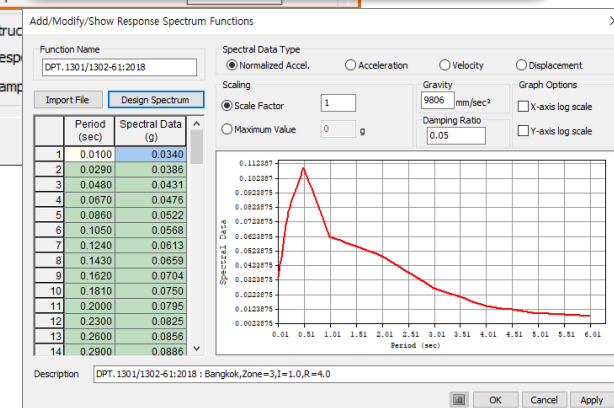 Add/Modify/Show Response Spectrum Functions
Function Name
DPT.1301/1302-61:2018
Import File
Design Spectrum
Spectral Data Type
Normalized Accel.
Acceleration
Velocity
Displacement
Scaling
Scale Factor
1
Maximum Value
0
g
Gravity
9806
mm/sec²
Damping Ratio
0.05
Graph Options
X-axis log scale
Y-axis log scale
Period (sec) Spectral Data (g)
1 0.0100 0.0340
2 0.0290 0.0386
3 0.0480 0.0431
4 0.0670 0.0476
5 0.0860 0.0522
6 0.1050 0.0568
7 0.1240 0.0613
8 0.1430 0.0659
9 0.1620 0.0704
10 0.1810 0.0750
11 0.2000 0.0795
12 0.2300 0.0825
13 0.2600 0.0856
14 0.2900 0.0886
Spectral Data
0.112387
0.102387
0.0923875
0.0823875
0.0723875
0.0623875
0.0523875
0.0423875
0.0323875
0.0223875
0.0123875
0.00238750
0.01 0.51 1.01 1.51 2.01 2.51 3.01 3.51 4.01 4.51 5.01 5.51 6.01
Period (sec)
Description
DPT.1301/1302-61:2018 : Bangkok,Zone=3,I=1.0,R=4.0
OK
Cancel
Apply